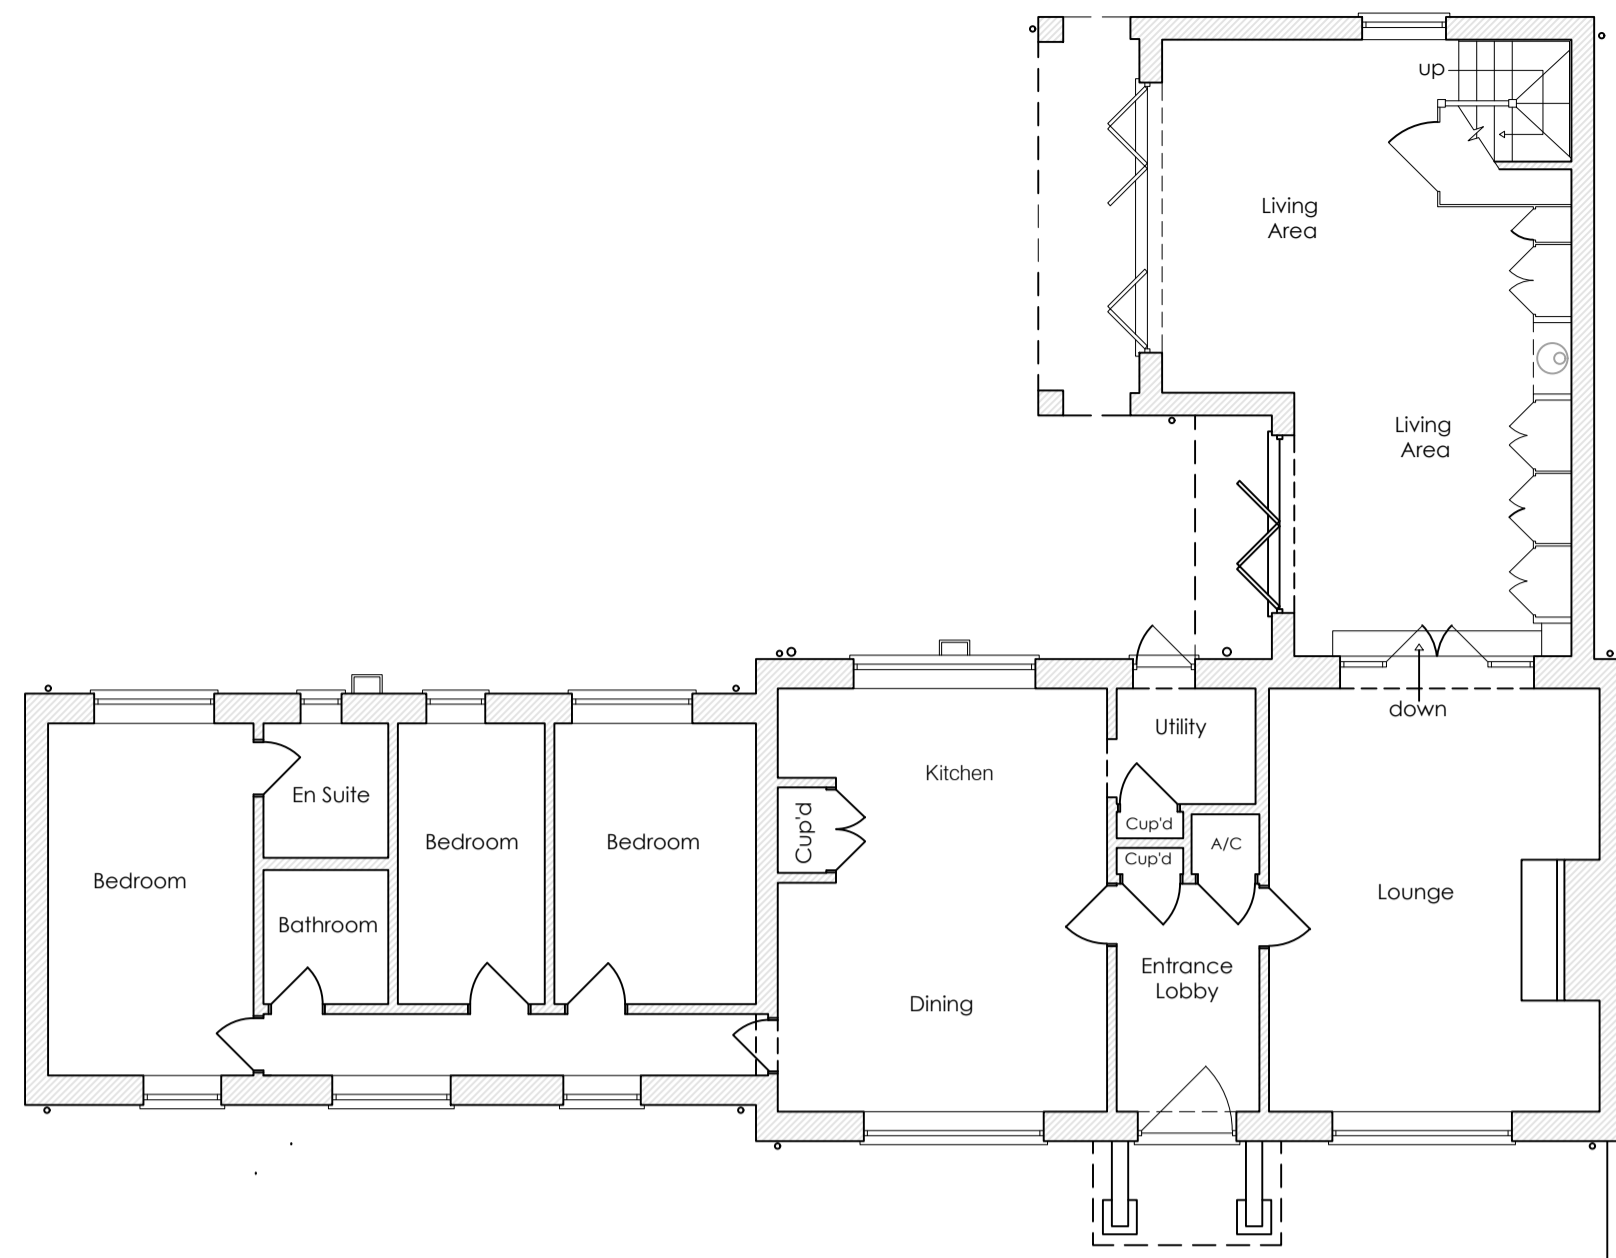 up
Living
Area
Living
Area
down
Utility
Kitchen
En Suite
Cup'd
Cup'd
Bedroom
Bedroom
A/C
Cup'd
Bedroom
Lounge
Bathroom
Entrance
Lobby
Dining